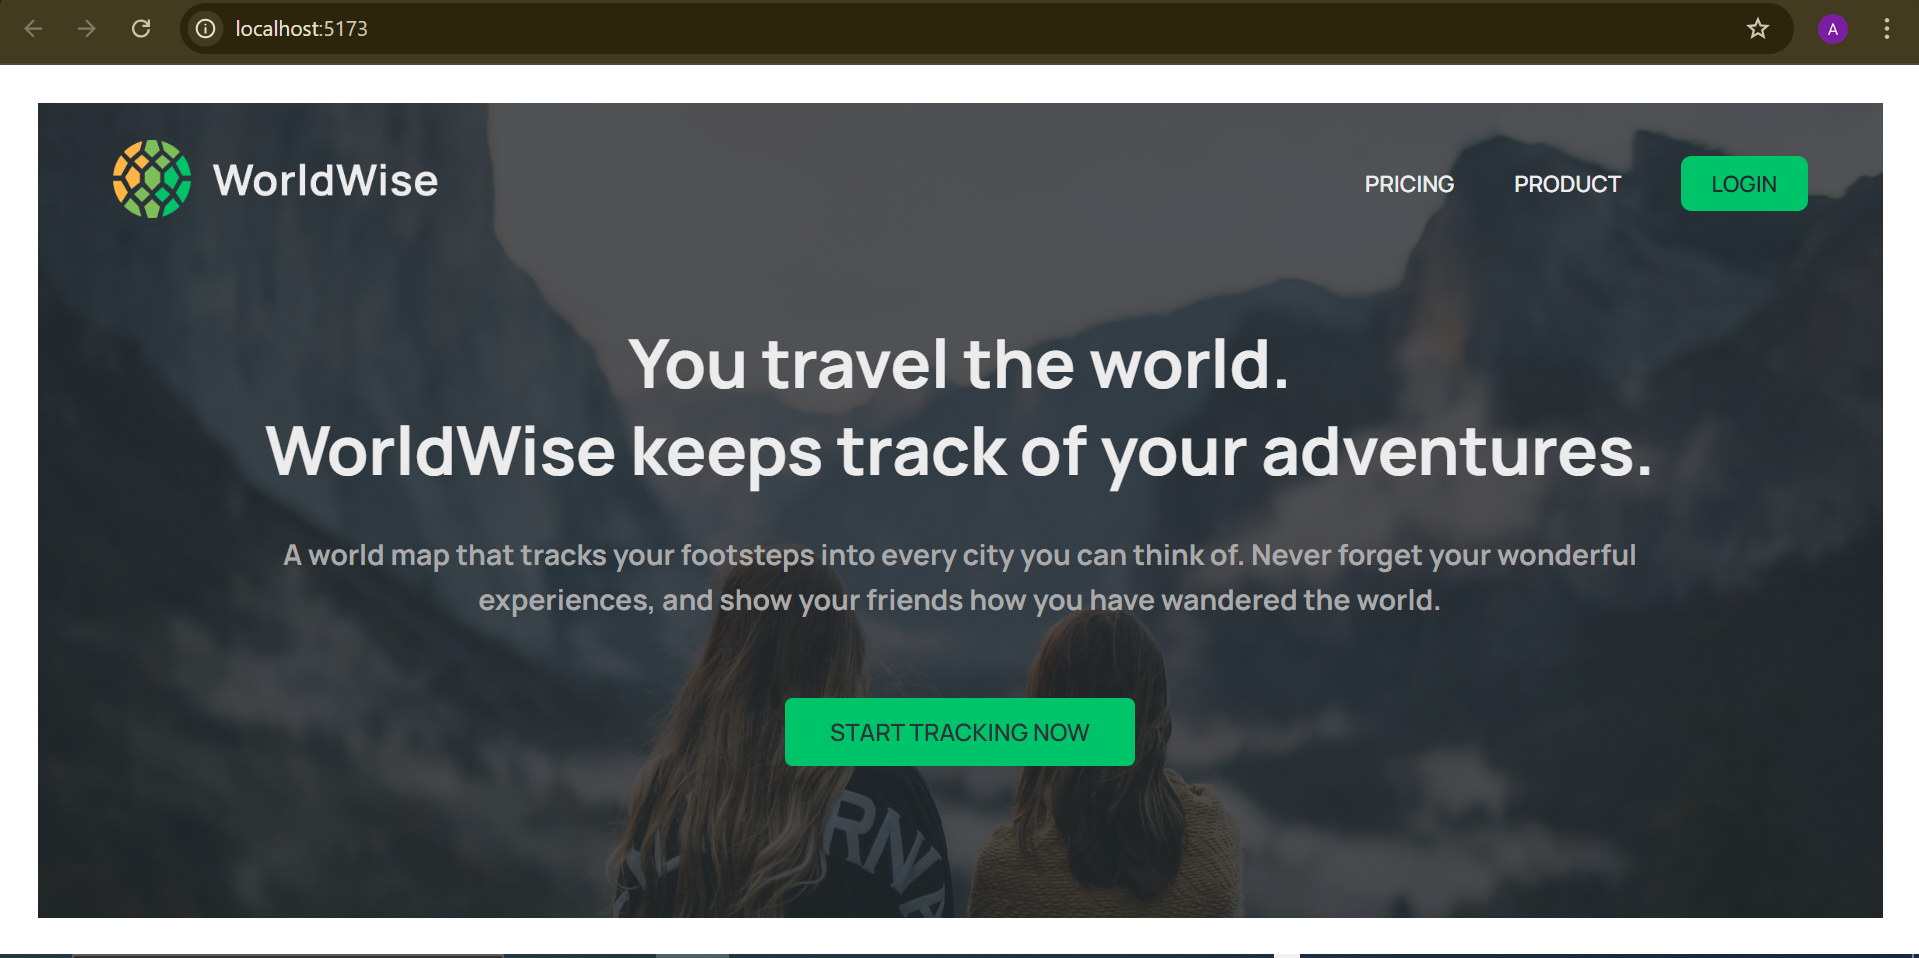 localhost:5173
A
WorldWise
PRICING
PRODUCT
LOGIN
You travel the world.
WorldWise keeps track of your adventures.
A world map that tracks your footsteps into every city you can think of. Never forget your wonderful
experiences, and show your friends how you have wandered the world.
START TRACKING NOW